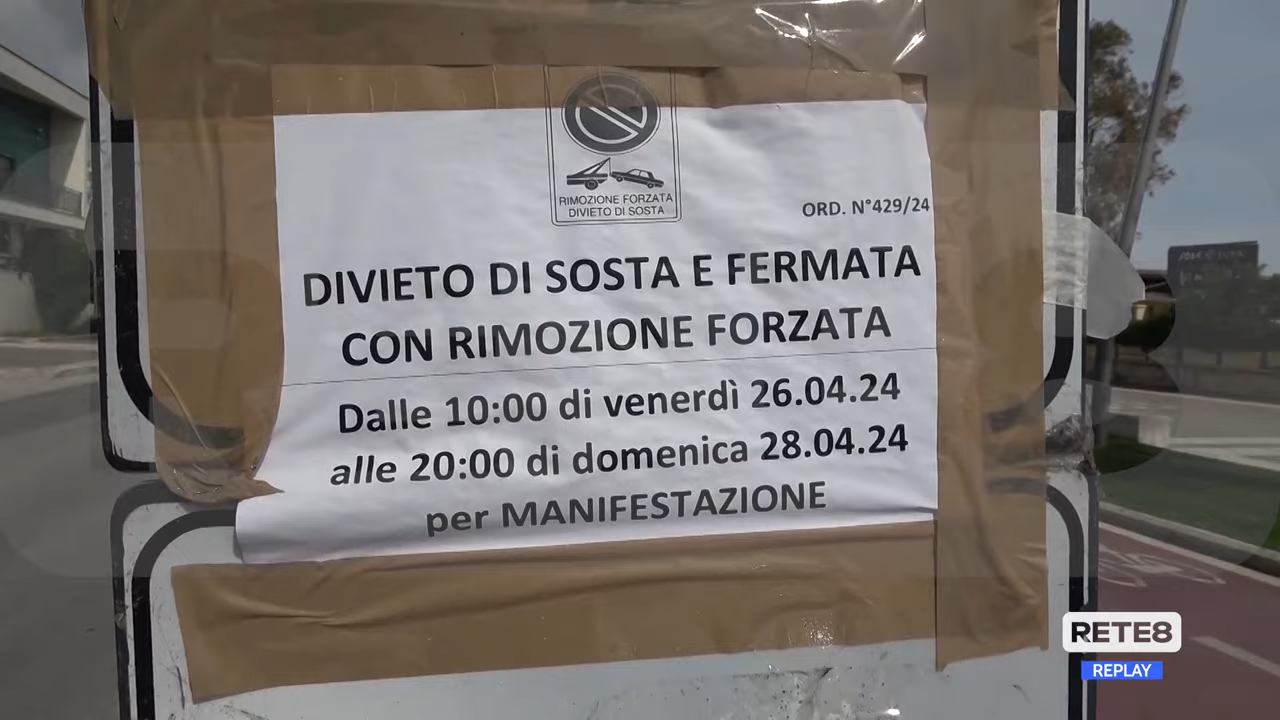 RIMOZIONE FORZATA
DIVIETO DI SOSTA
ORD. N°429/24
DIVIETO DI SOSTA E FERMATA
CON RIMOZIONE FORZATA
Dalle 10:00 di venerdì 26.04.24
alle 20:00 di domenica 28.04.24
per MANIFESTAZIONE
RETE8
REPLAY